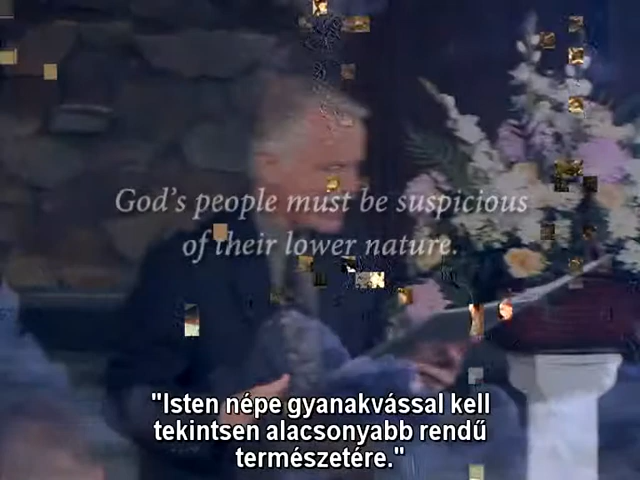 God's people must be suspicious
of their lower nature.
"Isten népe gyanakvással kell
tekintsen alacsonyabb rendű
természetére."